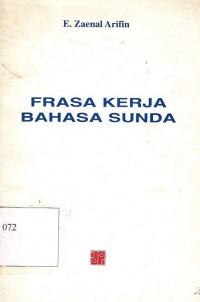 E. Zaenal Arifin
FRASA KERJA
BAHASA SUNDA
072